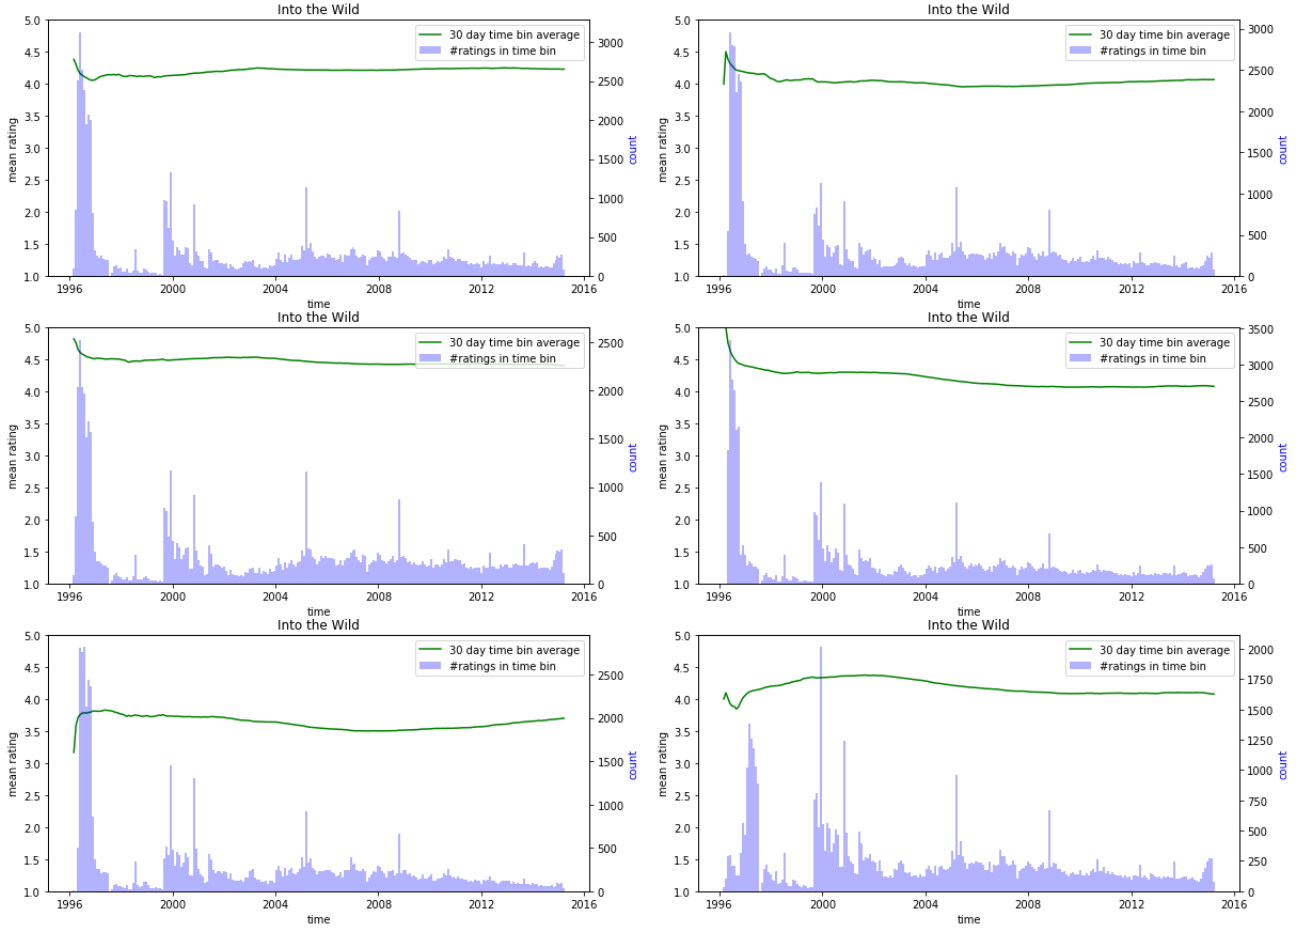 Into the Wild
5.0
4.5
4.0
3.5
3.0
2.5
2.0
1.5
1.0
mean rating
30 day time bin average
#ratings in time bin
3000
2500
2000
1500
1000
500
0
count
1996 2000 2004 2008 2012 2016
time
Into the Wild
5.0
4.5
4.0
3.5
3.0
2.5
2.0
1.5
1.0
mean rating
30 day time bin average
#ratings in time bin
3000
2500
2000
1500
1000
500
0
count
1996 2000 2004 2008 2012 2016
time
Into the Wild
5.0
4.5
4.0
3.5
3.0
2.5
2.0
1.5
1.0
mean rating
30 day time bin average
#ratings in time bin
2500
2000
1500
1000
500
0
count
1996 2000 2004 2008 2012 2016
time
Into the Wild
5.0
4.5
4.0
3.5
3.0
2.5
2.0
1.5
1.0
mean rating
30 day time bin average
#ratings in time bin
3500
3000
2500
2000
1500
1000
500
0
count
1996 2000 2004 2008 2012 2016
time
Into the Wild
5.0
4.5
4.0
3.5
3.0
2.5
2.0
1.5
1.0
mean rating
30 day time bin average
#ratings in time bin
2500
2000
1500
1000
500
0
count
1996 2000 2004 2008 2012 2016
time
Into the Wild
5.0
4.5
4.0
3.5
3.0
2.5
2.0
1.5
1.0
mean rating
30 day time bin average
#ratings in time bin
2000
1750
1500
1250
1000
750
500
250
0
count
1996 2000 2004 2008 2012 2016
time